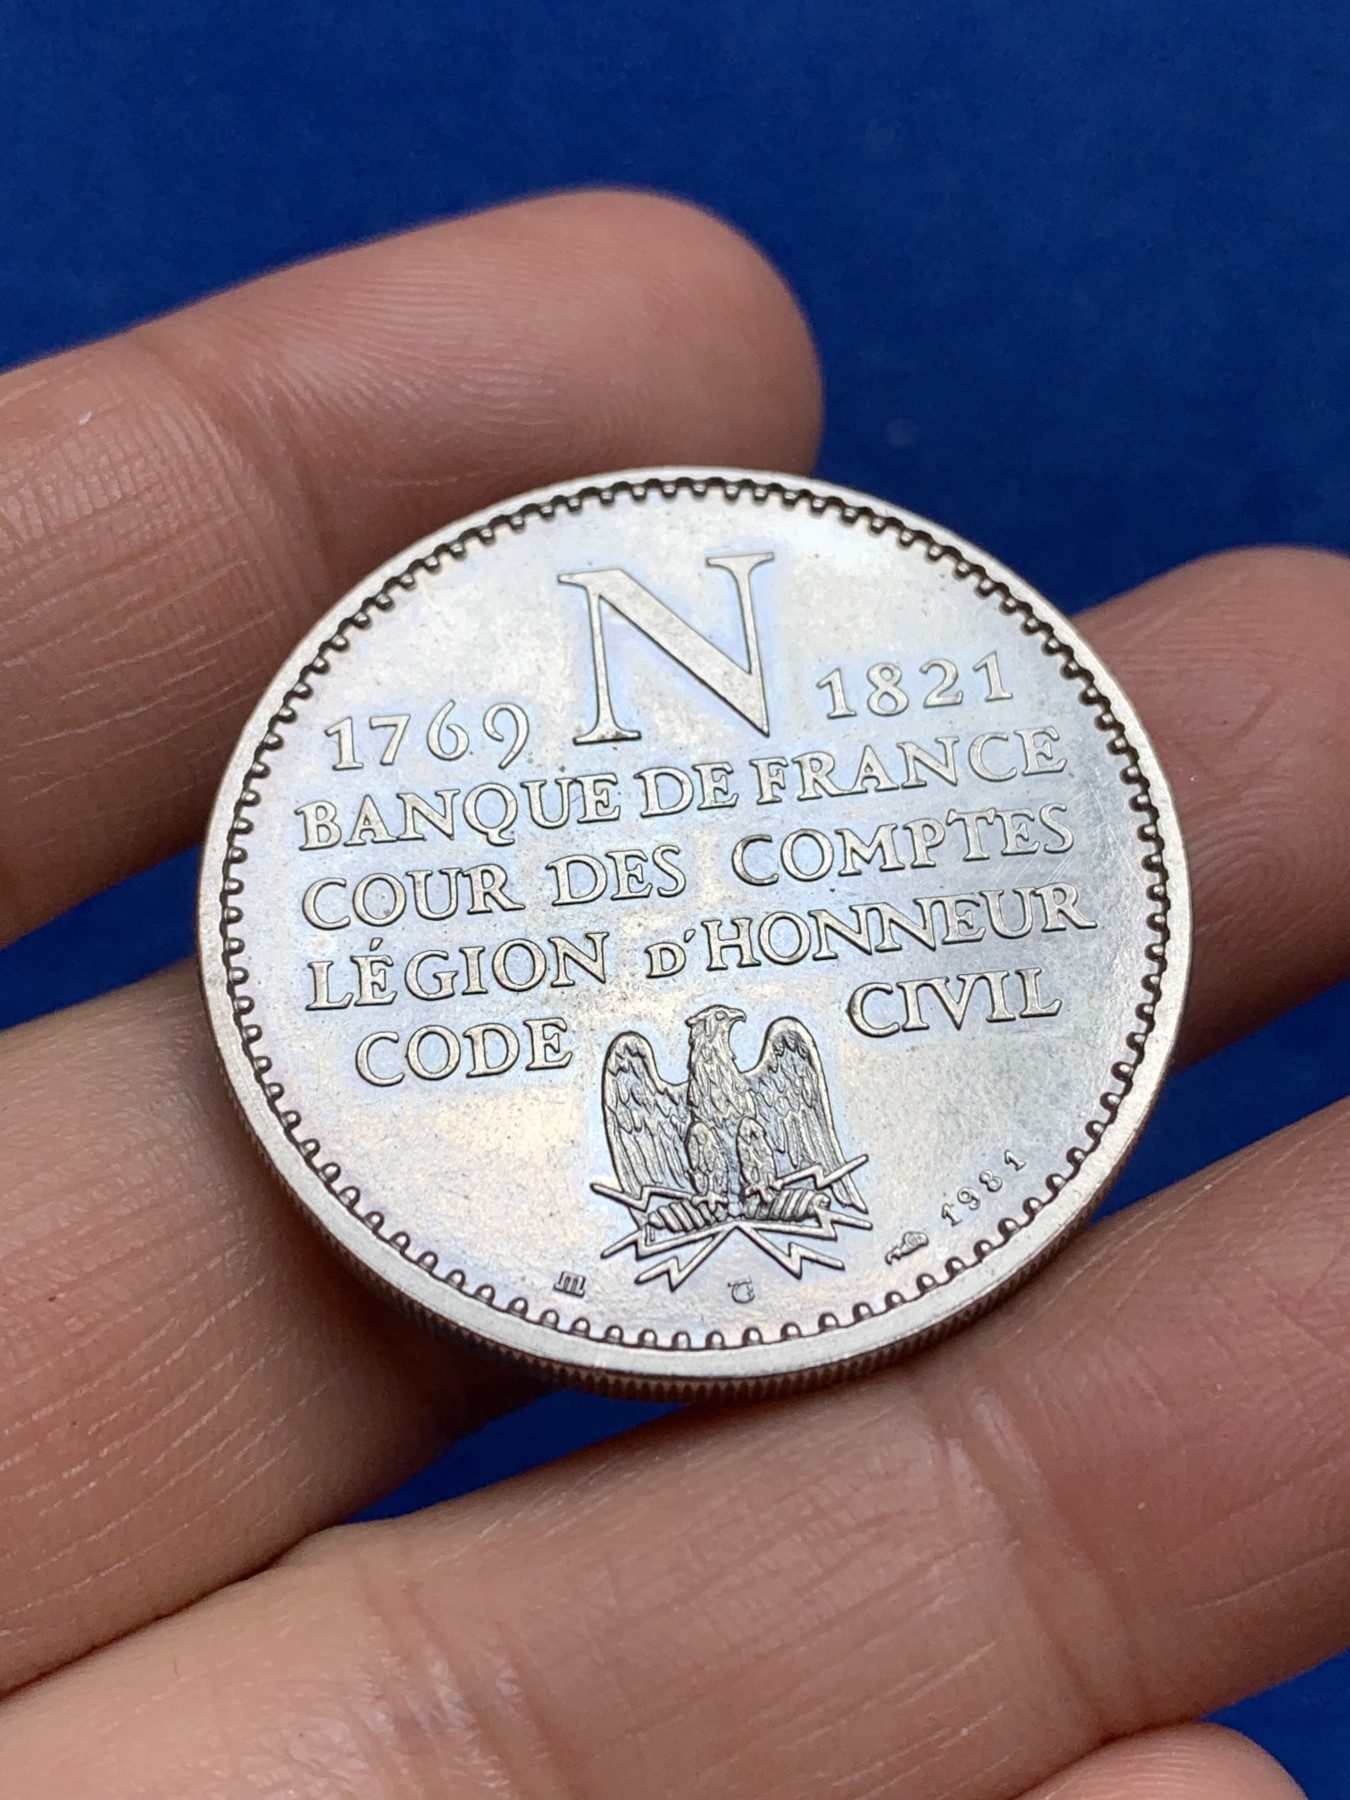 N
1769 1821
BANQUE DE FRANCE
COUR DES COMPTES
LÉGION D'HONNEUR
CODE CIVIL
1981